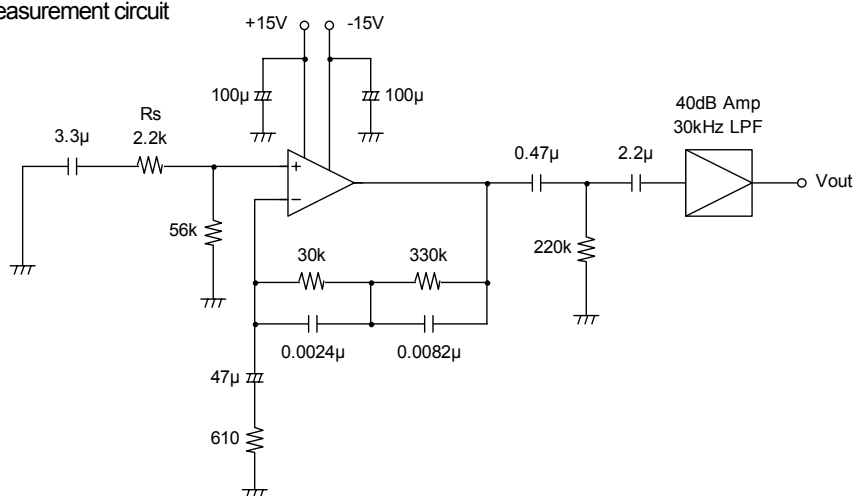 easurement circuit
+15V -15V
100µ 100µ
Rs
2.2k
3.3µ
40dB Amp
30kHz LPF
0.47µ 2.2µ
+
−
Vout
56k
30k 330k
220k
0.0024µ 0.0082µ
47µ
610